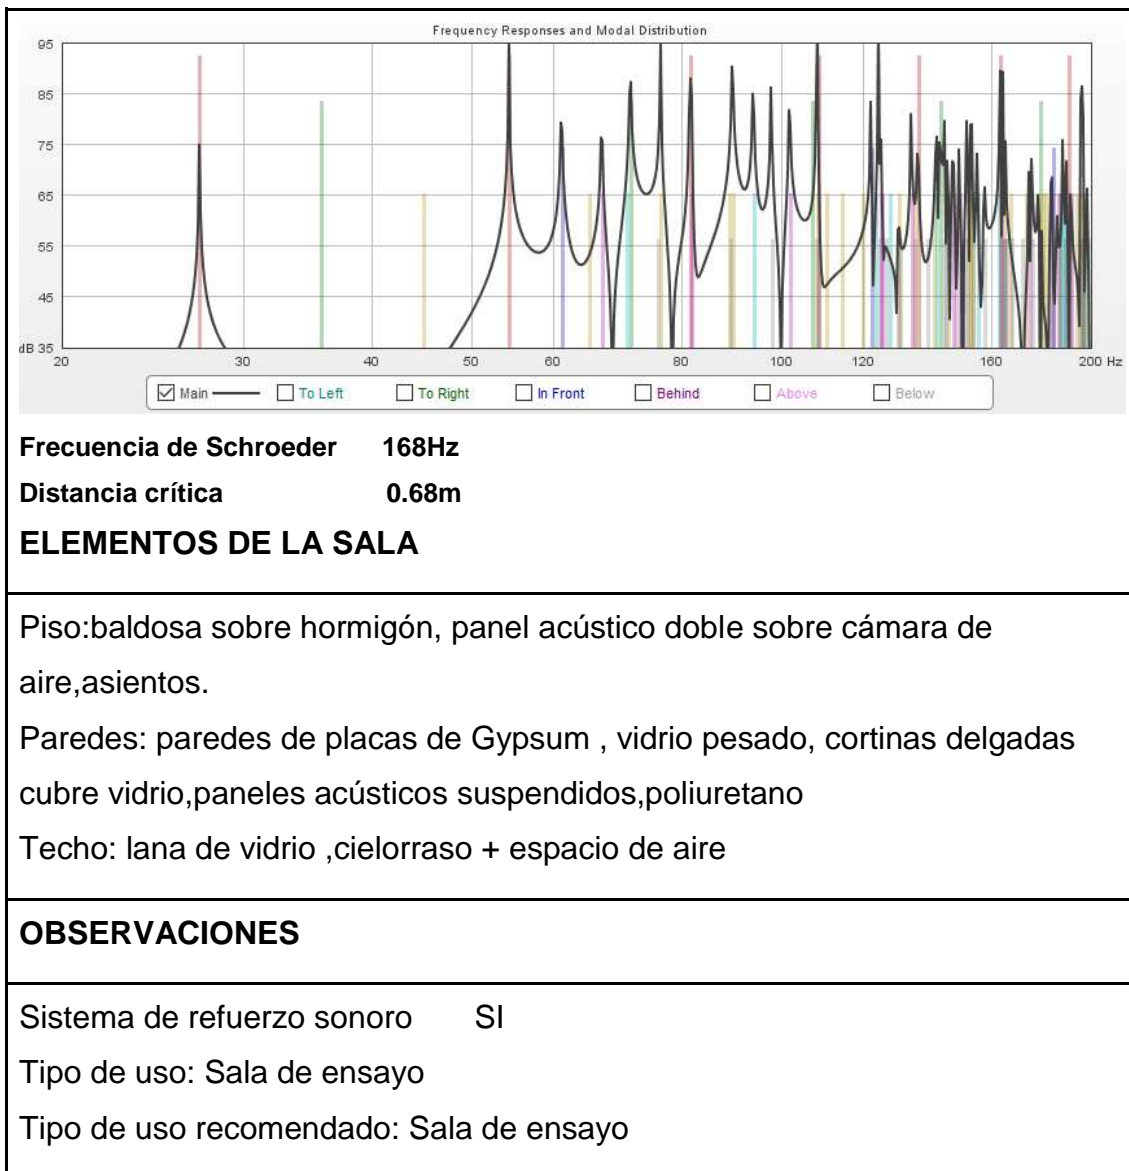 Frequency Responses and Modal Distribution
95
85
75
65
55
45
dB 35
20 30 40 50 60 80 100 120 160 200 Hz
Main To Left To Right In Front Behind Above Below
Frecuencia de Schroeder 168Hz
Distancia crítica 0.68m
ELEMENTOS DE LA SALA
Piso:baldosa sobre hormigón, panel acústico doble sobre cámara de
aire,asientos.
Paredes: paredes de placas de Gypsum , vidrio pesado, cortinas delgadas
cubre vidrio,paneles acústicos suspendidos,poliuretano
Techo: lana de vidrio ,cielorraso + espacio de aire
OBSERVACIONES
Sistema de refuerzo sonoro SI
Tipo de uso: Sala de ensayo
Tipo de uso recomendado: Sala de ensayo